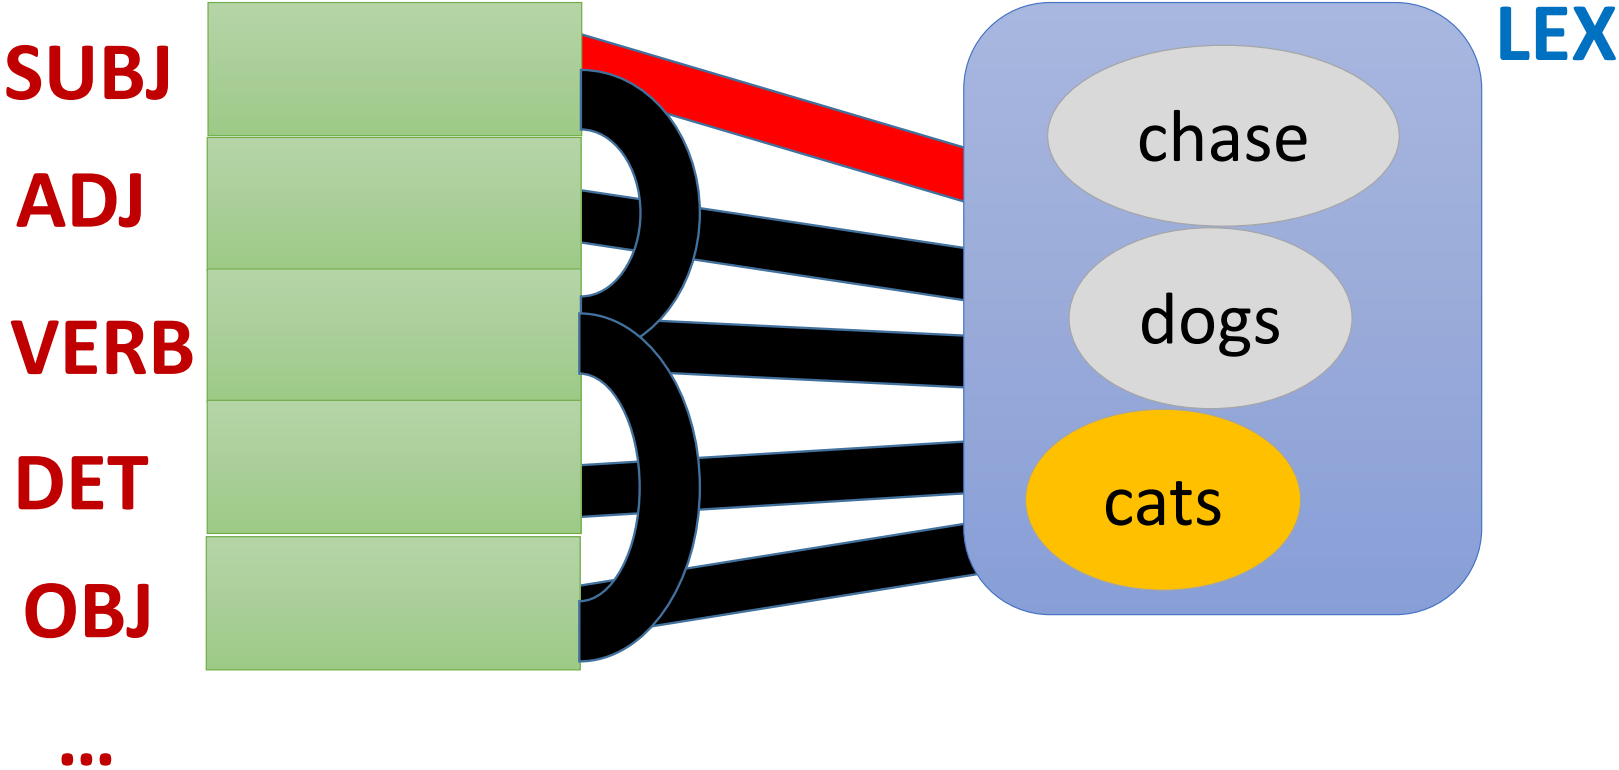 SUBJ
ADJ
VERB
DET
OBJ
...
LEX
chase
dogs
cats